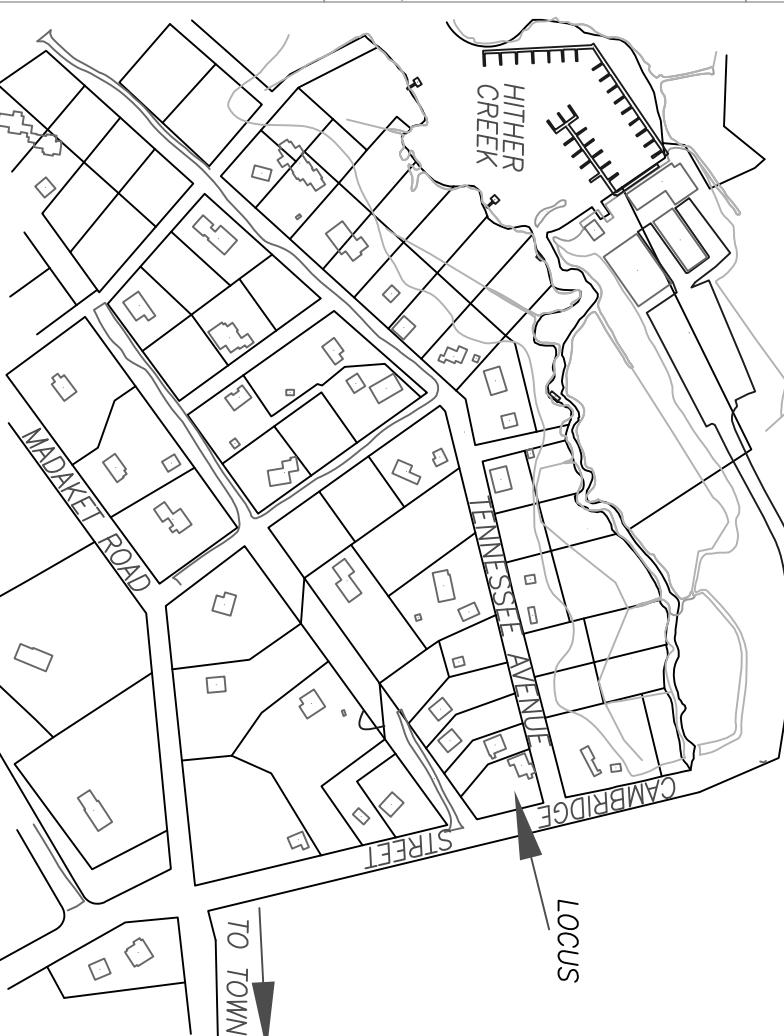 HITHER
CREEK
MADAKET ROAD
TENNESSEE AVENUE
CAMBRIDGE
STREET
LOCUS
TO TOWN